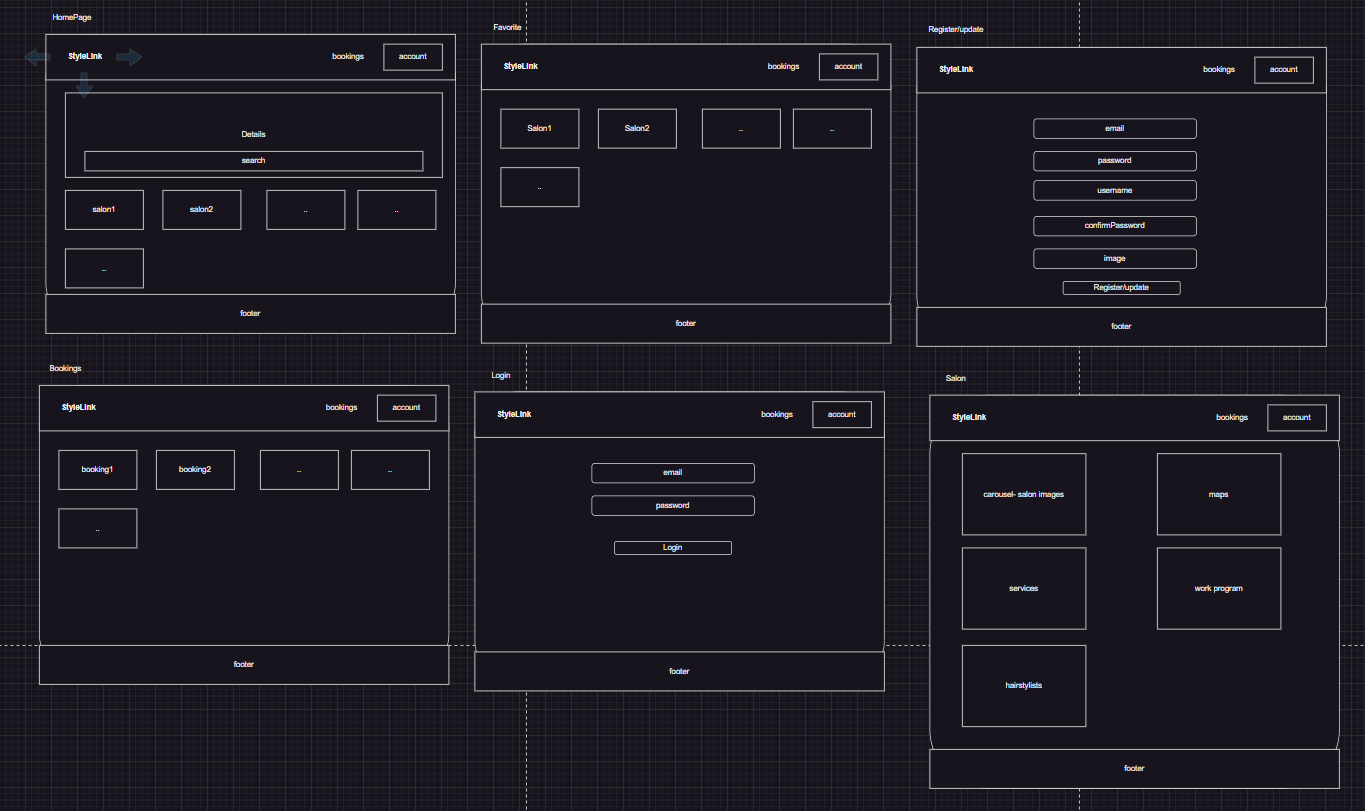 HomePage
StyleLink
bookings
account
Details
search
salon1
salon2
..
..
..
footer
Favorite
StyleLink
bookings
account
Salon1
Salon2
..
..
..
footer
Register/update
StyleLink
bookings
account
email
password
username
confirmPassword
image
Register/update
footer
Bookings
StyleLink
bookings
account
booking1
booking2
..
..
..
footer
Login
StyleLink
bookings
account
email
password
Login
footer
Salon
StyleLink
bookings
account
carousel- salon images
maps
services
work program
hairstylists
footer